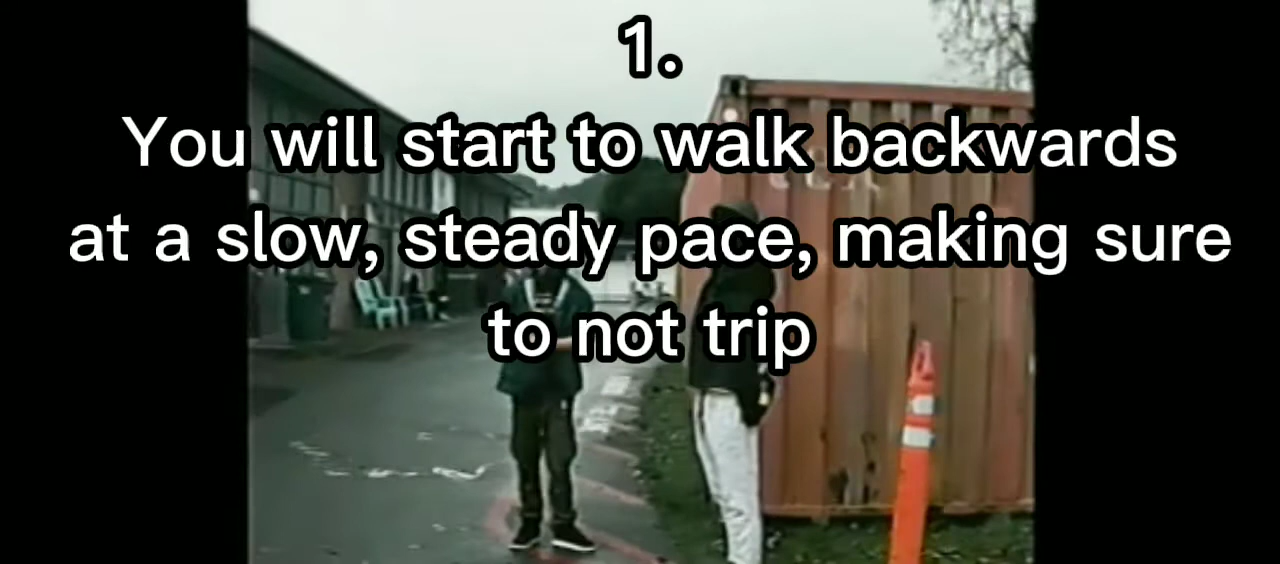 1.
You will start to walk backwards
at a slow, steady pace, making sure
to not trip